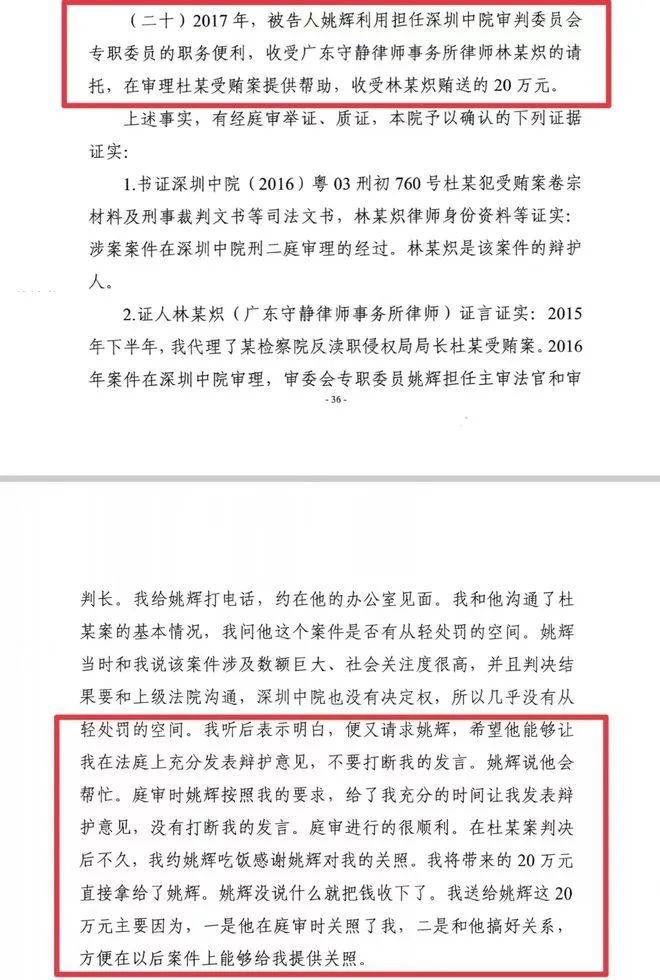 （二十）2017 年，被告人姚辉利用担任深圳中院审判委员会
专职委员的职务便利，收受广东守静律师事务所律师林某炽的请
托，在审理杜某受贿案提供帮助，收受林某炽贿送的 20 万元。
上述事实，有经庭审举证、质证，本院予以确认的下列证据
证实：
1.书证深圳中院（2016）粤 03 刑初 760 号杜某犯受贿案卷宗
材料及刑事裁判文书等司法文书，林某炽律师身份资料等证实：
涉案案件在深圳中院刑二庭审理的经过。林某炽是该案件的辩护
人。
2.证人林某炽（广东守静律师事务所律师）证言证实：2015
年下半年，我代理了某检察院反渎职侵权局局长杜某受贿案。2016
年案件在深圳中院审理，审委会专职委员姚辉担任主审法官和审
- 36 -
判长。我给姚辉打电话，约在他的办公室见面。我和他沟通了杜
某案的基本情况，我问他这个案件是否有从轻处罚的空间。姚辉
当时和我说该案件涉及数额巨大、社会关注度很高，并且判决结
果要和上级法院沟通，深圳中院也没有决定权，所以几乎没有从
轻处罚的空间。我听后表示明白，便又请求姚辉，希望他能够让
我在法庭上充分发表辩护意见，不要打断我的发言。姚辉说他会
帮忙。庭审时姚辉按照我的要求，给了我充分的时间让我发表辩
护意见，没有打断我的发言。庭审进行的很顺利。在杜某案判决
后不久，我约姚辉吃饭感谢姚辉对我的关照。我将带来的 20 万元
直接拿给了姚辉。姚辉没说什么就把钱收下了。我送给姚辉这 20
万元主要因为，一是他在庭审时关照了我，二是和他搞好关系，
方便在以后案件上能够给我提供关照。